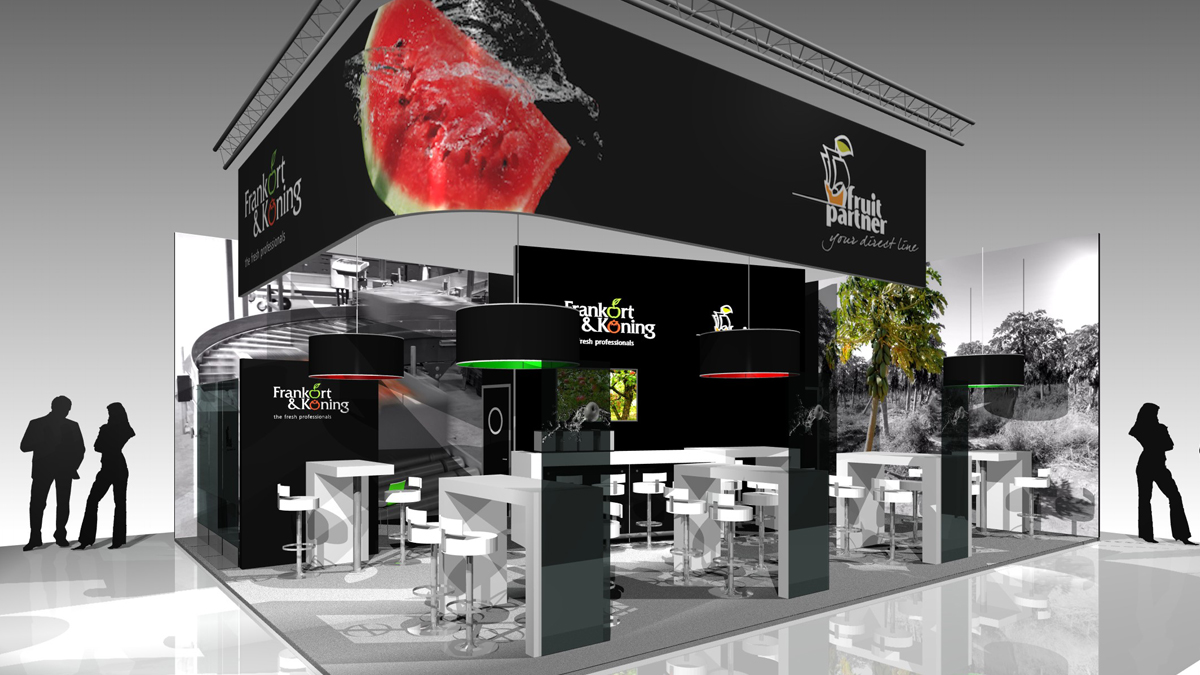 Frankort
&Koning
the fresh professionals
fruit
partner
your direct line
Frankort
&Koning
fresh professionals
Frankort
&Koning
the fresh professionals